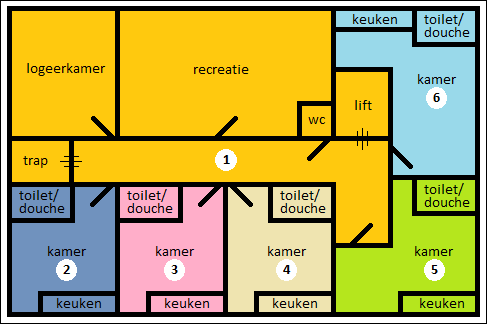 keuken
toilet/
douche
logeerkamer
recreatie
kamer
6
lift
wc
trap
1
toilet/
douche
toilet/
douche
toilet/
douche
toilet/
douche
kamer
2
kamer
3
kamer
4
kamer
5
keuken
keuken
keuken
keuken